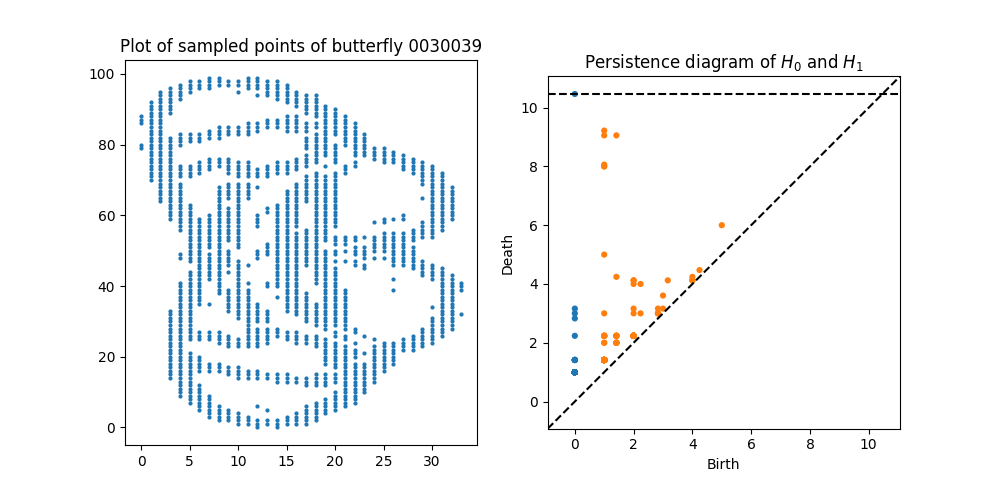 Plot of sampled points of butterfly 0030039
100
80
60
40
20
0
0 5 10 15 20 25 30
Persistence diagram of H₀ and H₁
Death
10
8
6
4
2
0
0 2 4 6 8 10
Birth